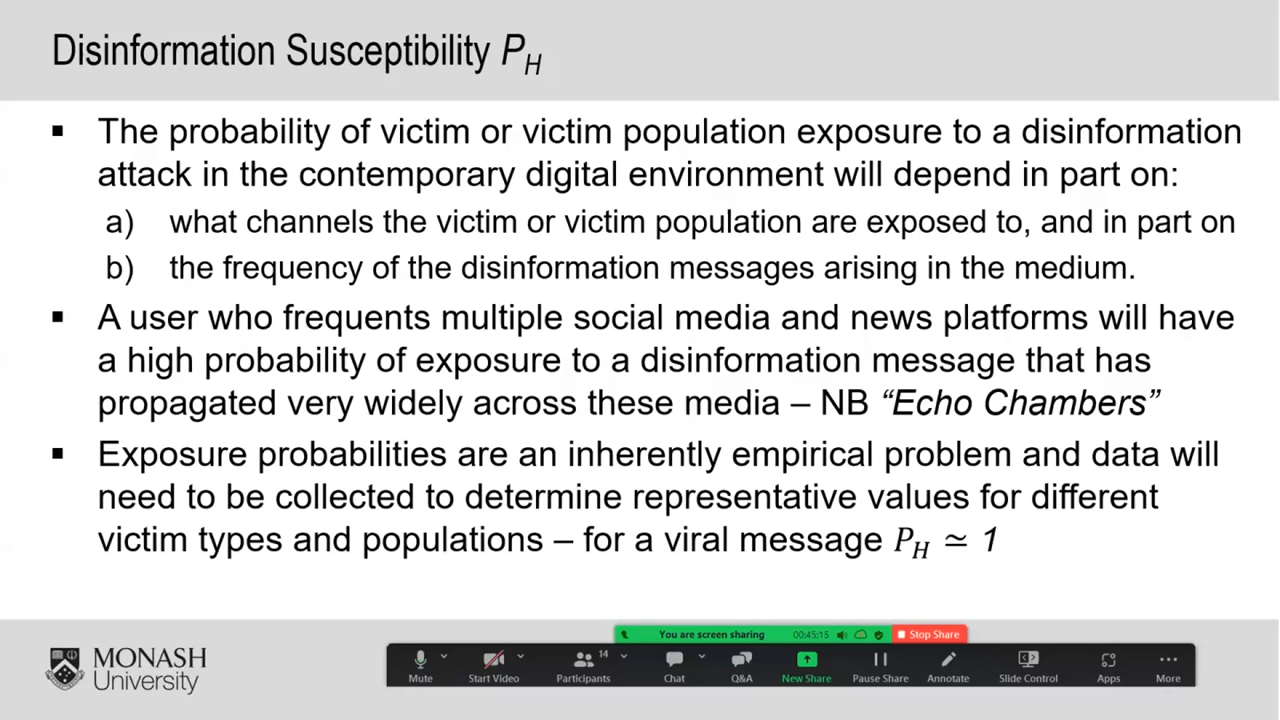 Disinformation Susceptibility P_H
▪ The probability of victim or victim population exposure to a disinformation
attack in the contemporary digital environment will depend in part on:
a) what channels the victim or victim population are exposed to, and in part on
b) the frequency of the disinformation messages arising in the medium.
▪ A user who frequents multiple social media and news platforms will have
a high probability of exposure to a disinformation message that has
propagated very widely across these media – NB “Echo Chambers”
▪ Exposure probabilities are an inherently empirical problem and data will
need to be collected to determine representative values for different
victim types and populations – for a viral message P_H ≃ 1
You are screen sharing 00:45:15 Stop Share
MONASH
University
14
Mute Start Video Participants Chat Q&A New Share Pause Share Annotate Slide Control Apps More